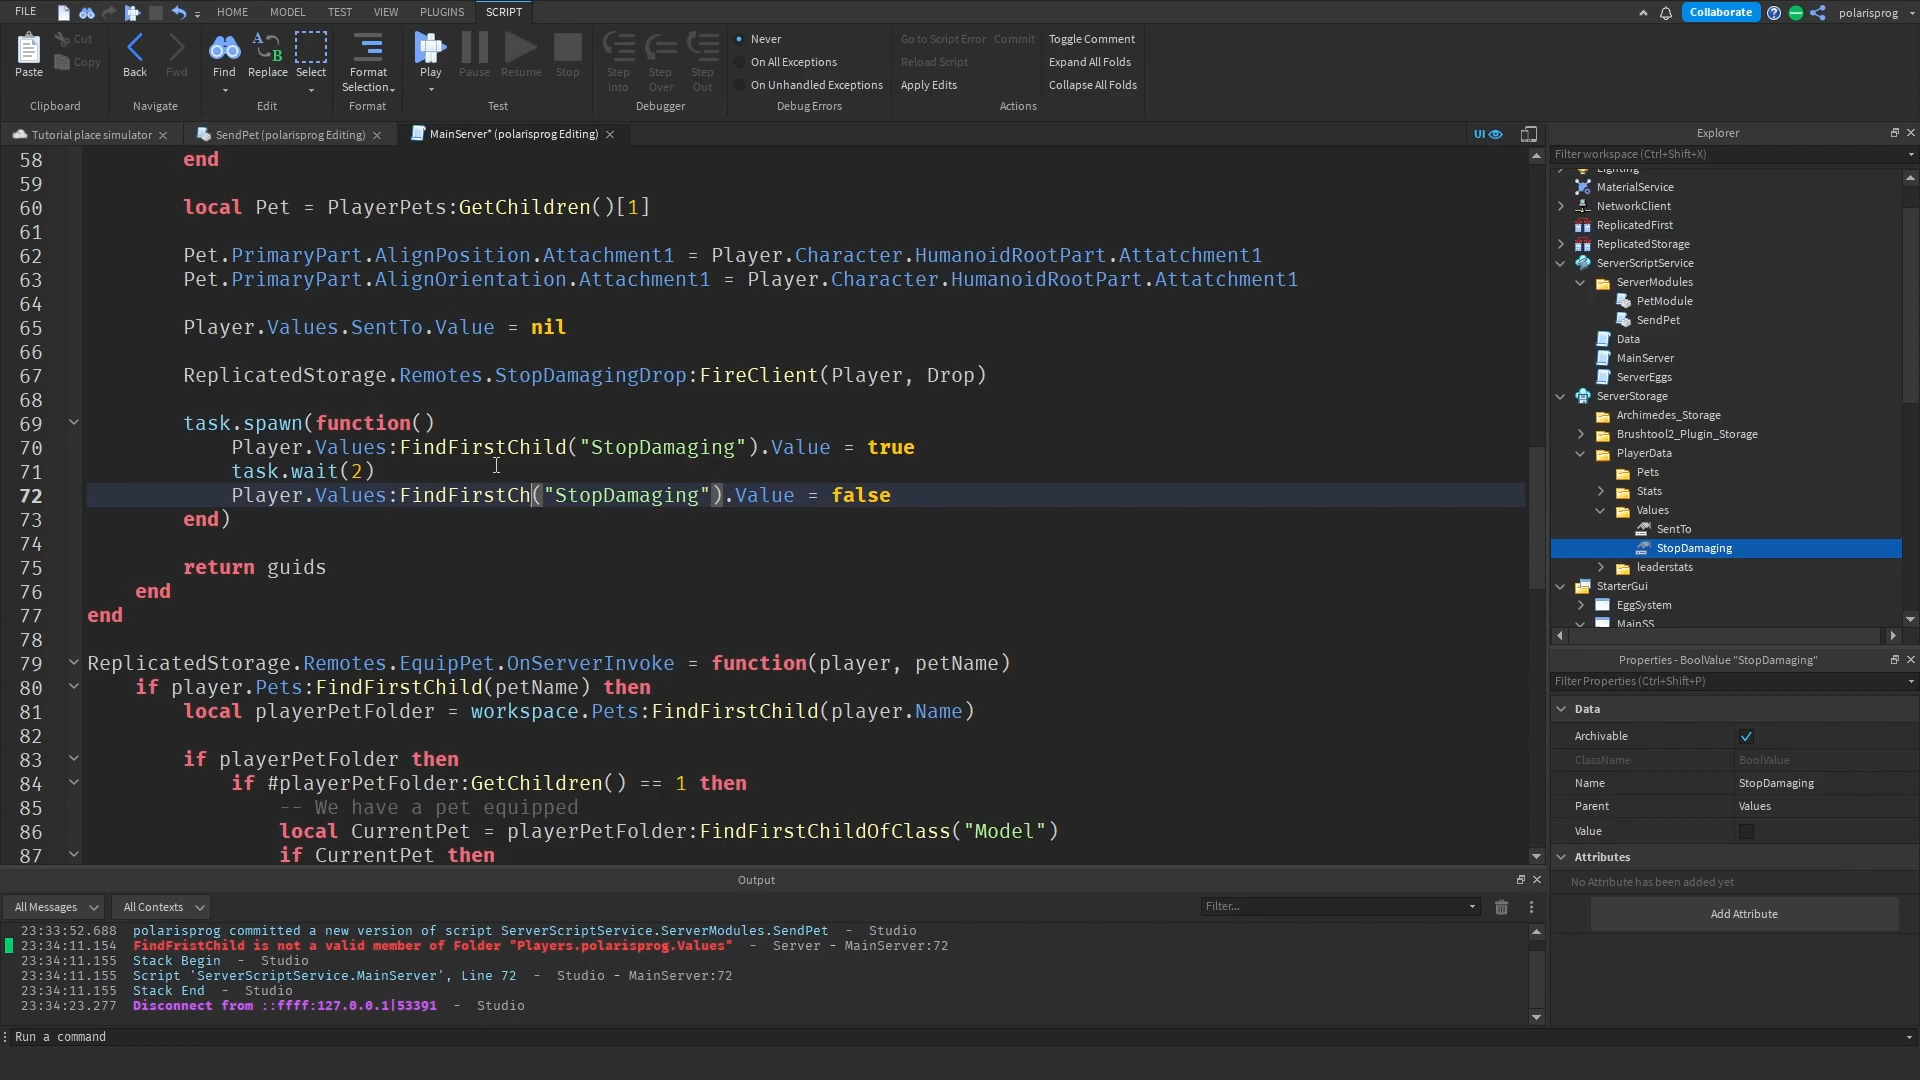 FILE HOME MODEL TEST VIEW PLUGINS SCRIPT Collaborate polarisprog
Paste Cut Copy Back Fwd Find Replace Select Format Selection Play Pause Resume Stop Step Into Step Over Step Out
Never Go to Script Error Commit Toggle Comment
On All Exceptions Reload Script Expand All Folds
On Unhandled Exceptions Apply Edits Collapse All Folds
Clipboard Navigate Edit Format Test Debugger Debug Errors Actions
Tutorial place simulator SendPet (polarisprog Editing) MainServer* (polarisprog Editing) UI
58 end
59
60 local Pet = PlayerPets:GetChildren()[1]
61
62 Pet.PrimaryPart.AlignPosition.Attachment1 = Player.Character.HumanoidRootPart.Attatchment1
63 Pet.PrimaryPart.AlignOrientation.Attachment1 = Player.Character.HumanoidRootPart.Attatchment1
64
65 Player.Values.SentTo.Value = nil
66
67 ReplicatedStorage.Remotes.StopDamagingDrop:FireClient(Player, Drop)
68
69 task.spawn(function()
70 Player.Values:FindFirstChild("StopDamaging").Value = true
71 task.wait(2)
72 Player.Values:FindFirstCh("StopDamaging").Value = false
73 end)
74
75 return guids
76 end
77 end
78
79 ReplicatedStorage.Remotes.EquipPet.OnServerInvoke = function(player, petName)
80 if player.Pets:FindFirstChild(petName) then
81 local playerPetFolder = workspace.Pets:FindFirstChild(player.Name)
82
83 if playerPetFolder then
84 if #playerPetFolder:GetChildren() == 1 then
85 -- We have a pet equipped
86 local CurrentPet = playerPetFolder:FindFirstChildOfClass("Model")
87 if CurrentPet then
Output
All Messages All Contexts Filter...
23:33:52.688 polarisprog committed a new version of script ServerScriptService.ServerModules.SendPet - Studio
23:34:11.154 FindFristChild is not a valid member of Folder "Players.polarisprog.Values" - Server - MainServer:72
23:34:11.155 Stack Begin - Studio
23:34:11.155 Script 'ServerScriptService.MainServer', Line 72 - Studio - MainServer:72
23:34:11.155 Stack End - Studio
23:34:23.277 Disconnect from ::ffff:127.0.0.1|53391 - Studio
Run a command
Explorer
Filter workspace (Ctrl+Shift+X)
Lighting
MaterialService
NetworkClient
ReplicatedFirst
ReplicatedStorage
ServerScriptService
ServerModules
PetModule
SendPet
Data
MainServer
ServerEggs
ServerStorage
Archimedes_Storage
Brushtool2_Plugin_Storage
PlayerData
Pets
Stats
Values
SentTo
StopDamaging
leaderstats
StarterGui
EggSystem
MainSS
Properties - BoolValue "StopDamaging"
Filter Properties (Ctrl+Shift+P)
Data
Archivable
ClassName BoolValue
Name StopDamaging
Parent Values
Value
Attributes
No Attribute has been added yet
Add Attribute